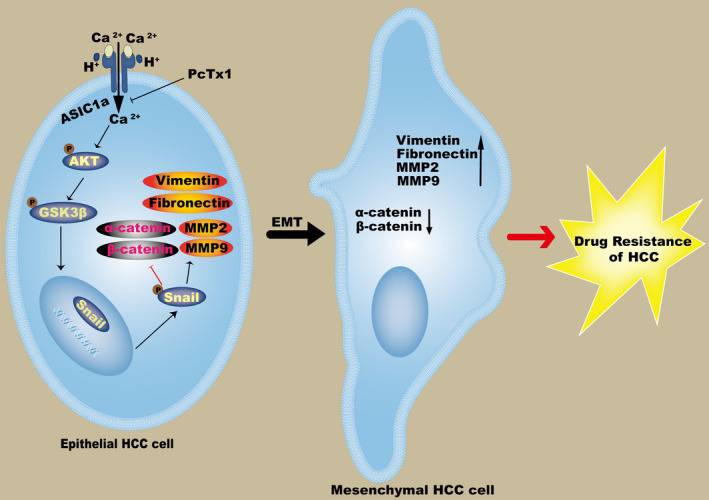 Ca 2+ Ca 2+
H+ H+
PcTx1
ASIC1a
Ca 2+
P
AKT
P
GSK3β
Vimentin
Fibronectin
α-catenin MMP2
β-catenin MMP9
P
Snail
Snail
Epithelial HCC cell
EMT
Vimentin
Fibronectin
MMP2
MMP9
α-catenin
β-catenin
Mesenchymal HCC cell
Drug Resistance
of HCC